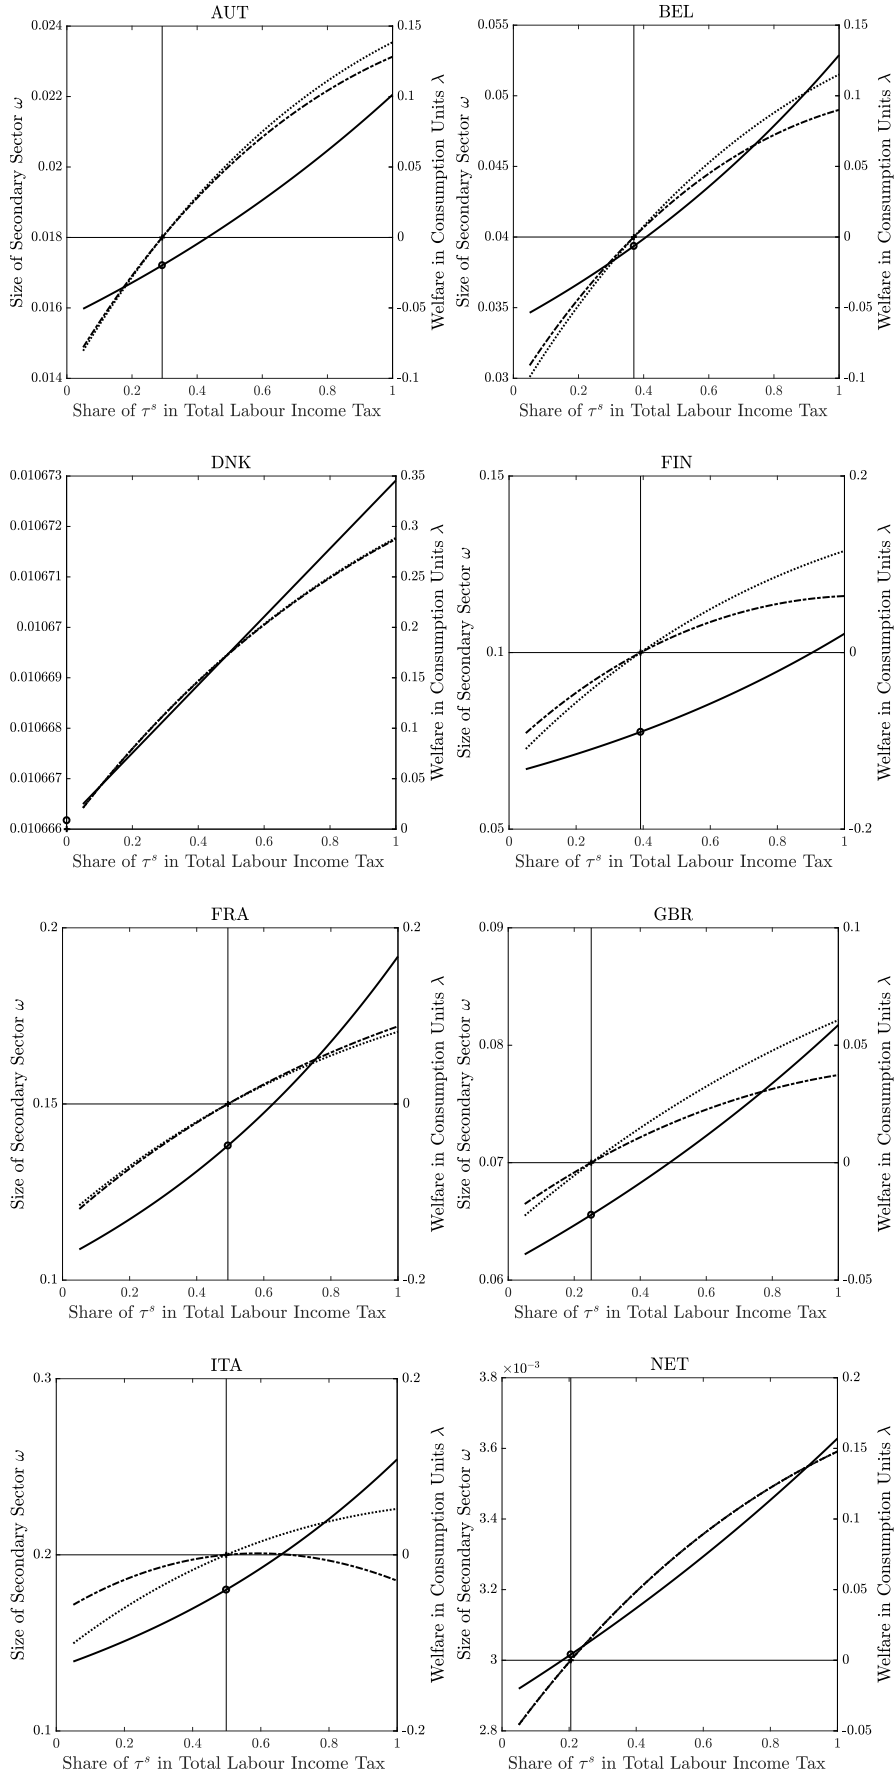 AUT
0.024
0.022
0.02
0.018
0.016
0.014
Size of Secondary Sector ω
0.15
0.1
0.05
0
-0.05
-0.1
Welfare in Consumption Units λ
0 0.2 0.4 0.6 0.8 1
Share of τ^s in Total Labour Income Tax
BEL
0.055
0.05
0.045
0.04
0.035
0.03
Size of Secondary Sector ω
0.15
0.1
0.05
0
-0.05
-0.1
Welfare in Consumption Units λ
0 0.2 0.4 0.6 0.8 1
Share of τ^s in Total Labour Income Tax
DNK
0.010673
0.010672
0.010671
0.01067
0.010669
0.010668
0.010667
0.010666
0.35
0.3
0.25
0.2
0.15
0.1
0.05
0
Welfare in Consumption Units λ
0 0.2 0.4 0.6 0.8 1
Share of τ^s in Total Labour Income Tax
FIN
0.15
0.1
0.05
Size of Secondary Sector ω
0.2
0
-0.2
Welfare in Consumption Units λ
0 0.2 0.4 0.6 0.8 1
Share of τ^s in Total Labour Income Tax
FRA
0.2
0.15
0.1
Size of Secondary Sector ω
0.2
0
-0.2
Welfare in Consumption Units λ
0 0.2 0.4 0.6 0.8 1
Share of τ^s in Total Labour Income Tax
GBR
0.09
0.08
0.07
0.06
Size of Secondary Sector ω
0.1
0.05
0
-0.05
Welfare in Consumption Units λ
0 0.2 0.4 0.6 0.8 1
Share of τ^s in Total Labour Income Tax
ITA
0.3
0.2
0.1
Size of Secondary Sector ω
0.2
0
-0.2
Welfare in Consumption Units λ
0 0.2 0.4 0.6 0.8 1
Share of τ^s in Total Labour Income Tax
NET
×10^-3
3.8
3.6
3.4
3.2
3
2.8
Size of Secondary Sector ω
0.2
0.15
0.1
0.05
0
-0.05
Welfare in Consumption Units λ
0 0.2 0.4 0.6 0.8 1
Share of τ^s in Total Labour Income Tax